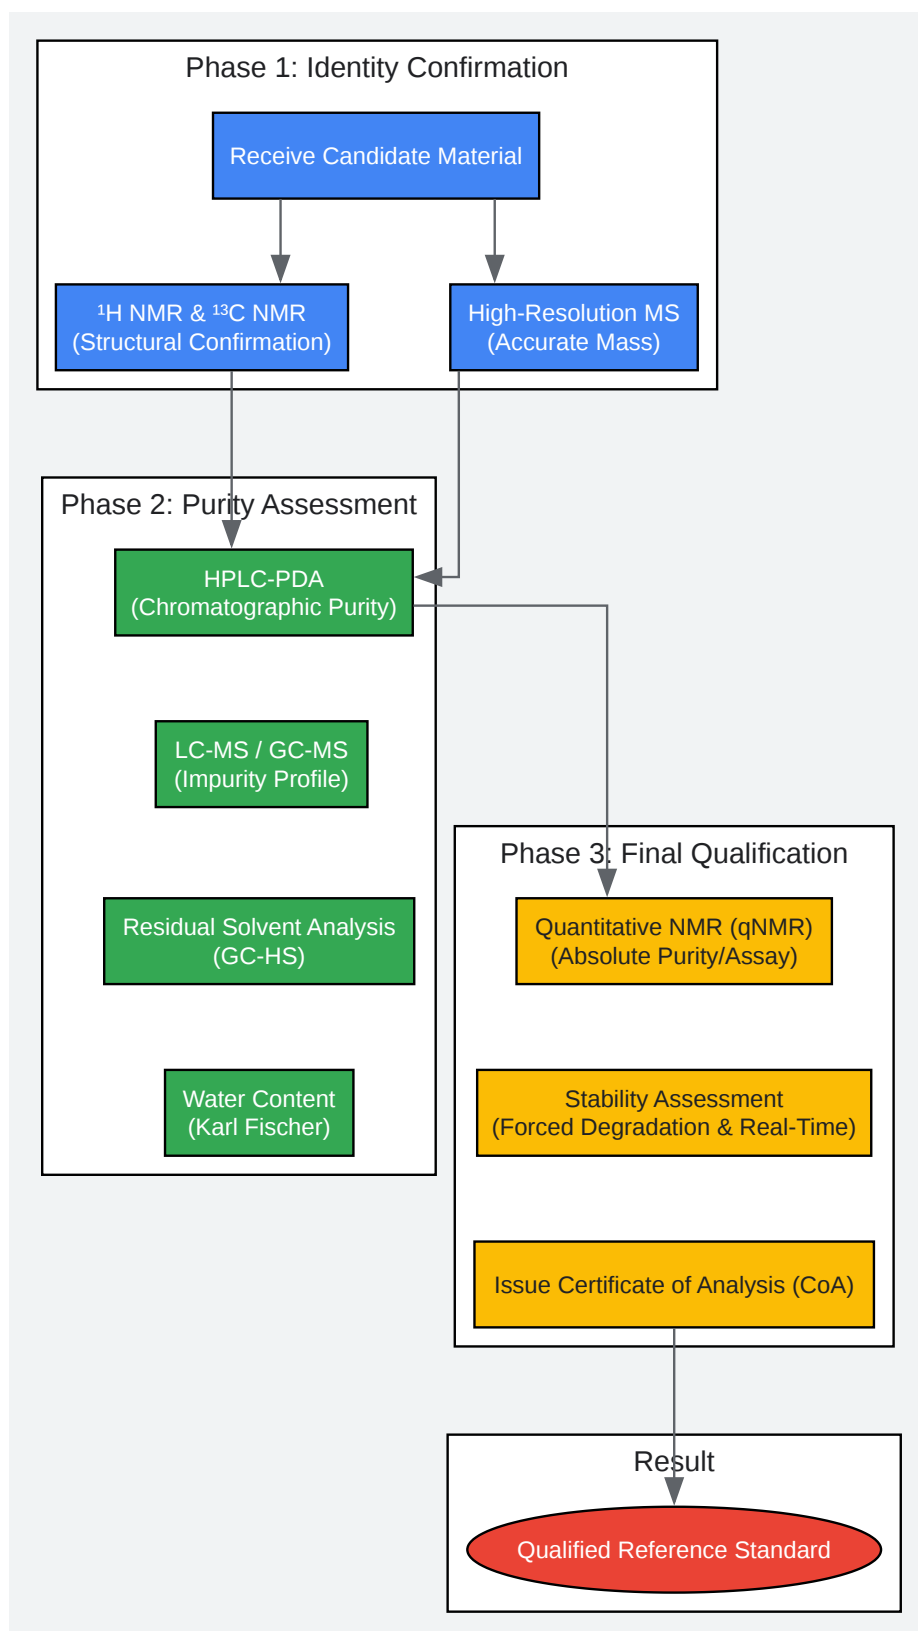 Phase 1: Identity Confirmation
Receive Candidate Material
¹H NMR & ¹³C NMR
(Structural Confirmation)
High-Resolution MS
(Accurate Mass)
Phase 2: Purity Assessment
HPLC-PDA
(Chromatographic Purity)
LC-MS / GC-MS
(Impurity Profile)
Residual Solvent Analysis
(GC-HS)
Water Content
(Karl Fischer)
Phase 3: Final Qualification
Quantitative NMR (qNMR)
(Absolute Purity/Assay)
Stability Assessment
(Forced Degradation & Real-Time)
Issue Certificate of Analysis (CoA)
Result
Qualified Reference Standard